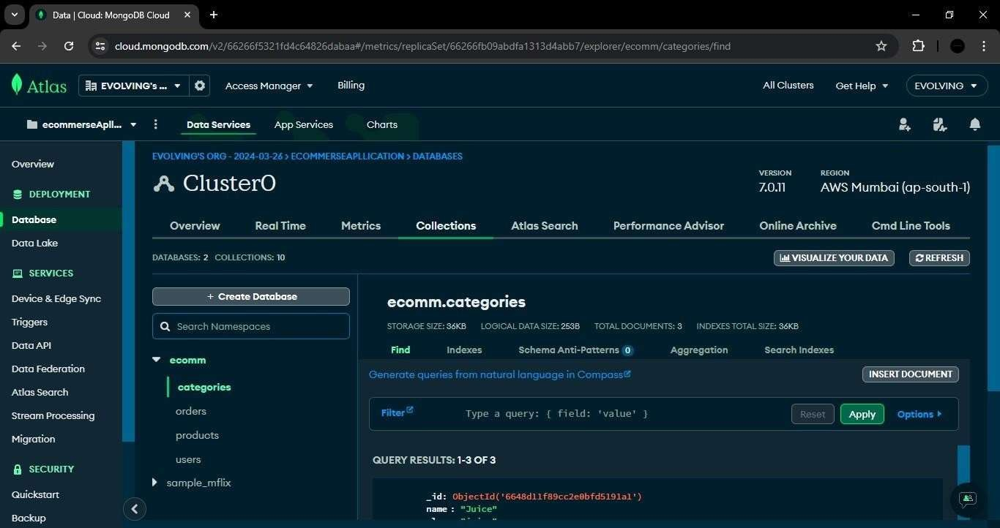 Data | Cloud: MongoDB Cloud
cloud.mongodb.com/v2/66266f5321fd4c64826dabaa#/metrics/replicaSet/66266fb09abdfa1313d4abb7/explorer/ecomm/categories/find
Atlas
EVOLVING's ...
Access Manager
Billing
All Clusters
Get Help
EVOLVING
ecommerseApll...
Data Services
App Services
Charts
Overview
DEPLOYMENT
Database
Data Lake
SERVICES
Device & Edge Sync
Triggers
Data API
Data Federation
Atlas Search
Stream Processing
Migration
SECURITY
Quickstart
Backup
EVOLVING'S ORG - 2024-03-26 > ECOMMERSEAPLLICATION > DATABASES
Cluster0
VERSION
7.0.11
REGION
AWS Mumbai (ap-south-1)
Overview
Real Time
Metrics
Collections
Atlas Search
Performance Advisor
Online Archive
Cmd Line Tools
DATABASES: 2 COLLECTIONS: 10
VISUALIZE YOUR DATA
REFRESH
+ Create Database
Search Namespaces
ecomm
categories
orders
products
users
sample_mflix
ecomm.categories
STORAGE SIZE: 36KB LOGICAL DATA SIZE: 253B TOTAL DOCUMENTS: 3 INDEXES TOTAL SIZE: 36KB
Find
Indexes
Schema Anti-Patterns 0
Aggregation
Search Indexes
Generate queries from natural language in Compass
INSERT DOCUMENT
Filter
Type a query: { field: 'value' }
Reset
Apply
Options
QUERY RESULTS: 1-3 OF 3
_id: ObjectId('6648d11f89cc2e0bfd5191a1')
name : "Juice"